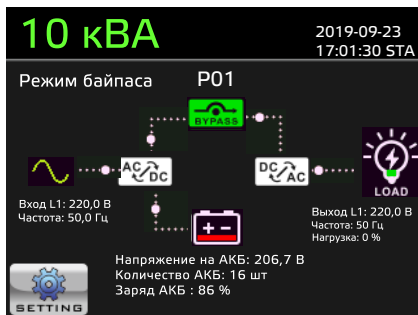 10 кВА
2019-09-23
17:01:30 STA
Режим байпаса
P01
BYPASS
AC DC
DC AC
LOAD
Вход L1: 220,0 В
Частота: 50,0 Гц
Выход L1: 220,0 В
Частота: 50 Гц
Нагрузка: 0 %
Напряжение на АКБ: 206,7 В
Количество АКБ: 16 шт
Заряд АКБ : 86 %
SETTING